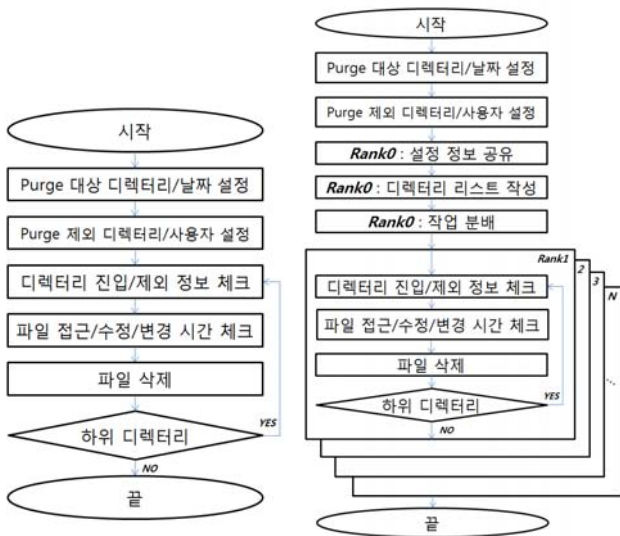 시작
Purge 대상 디렉터리/날짜 설정
Purge 제외 디렉터리/사용자 설정
디렉터리 진입/제외 정보 체크
파일 접근/수정/변경 시간 체크
파일 삭제
하위 디렉터리
YES
NO
끝
시작
Purge 대상 디렉터리/날짜 설정
Purge 제외 디렉터리/사용자 설정
Rank0 : 설정 정보 공유
Rank0 : 디렉터리 리스트 작성
Rank0 : 작업 분배
Rank1
2
3
N
디렉터리 진입/제외 정보 체크
파일 접근/수정/변경 시간 체크
파일 삭제
하위 디렉터리
YES
NO
끝